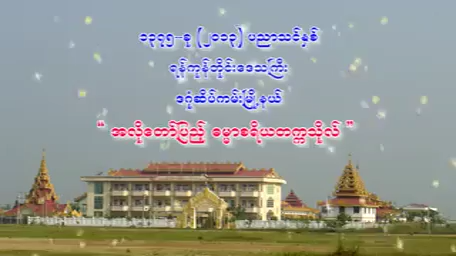 ၁၃၇၅-ခု (၂၀၁၃) ပညာသင်နှစ်
ရန်ကုန်တိုင်းဒေသကြီး
ဒဂုံဆိပ်ကမ်းမြို့နယ်
“ အလိုတော်ပြည့် ဓမ္မာစရိယတက္ကသိုလ် ”